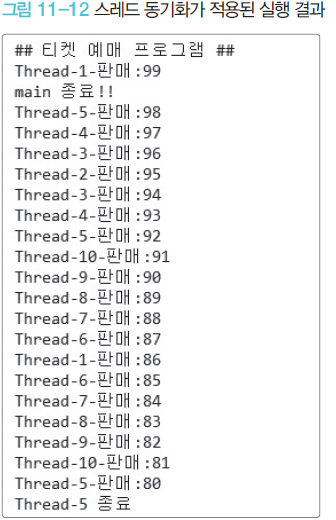 그림 11-12 스레드 동기화가 적용된 실행 결과
## 티켓 예매 프로그램 ##
Thread-1-판매:99
main 종료!!
Thread-5-판매:98
Thread-4-판매:97
Thread-3-판매:96
Thread-2-판매:95
Thread-3-판매:94
Thread-4-판매:93
Thread-5-판매:92
Thread-10-판매:91
Thread-9-판매:90
Thread-8-판매:89
Thread-7-판매:88
Thread-6-판매:87
Thread-1-판매:86
Thread-6-판매:85
Thread-7-판매:84
Thread-8-판매:83
Thread-9-판매:82
Thread-10-판매:81
Thread-5-판매:80
Thread-5 종료